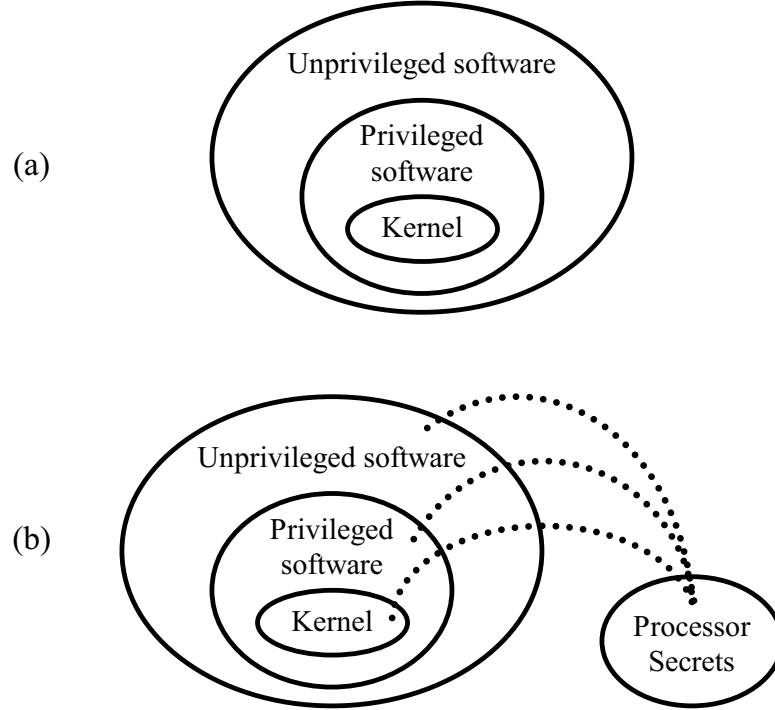 Unprivileged software
Privileged
software
(a)
Kernel
Unprivileged software
Privileged
software
(b)
Kernel
Processor
Secrets